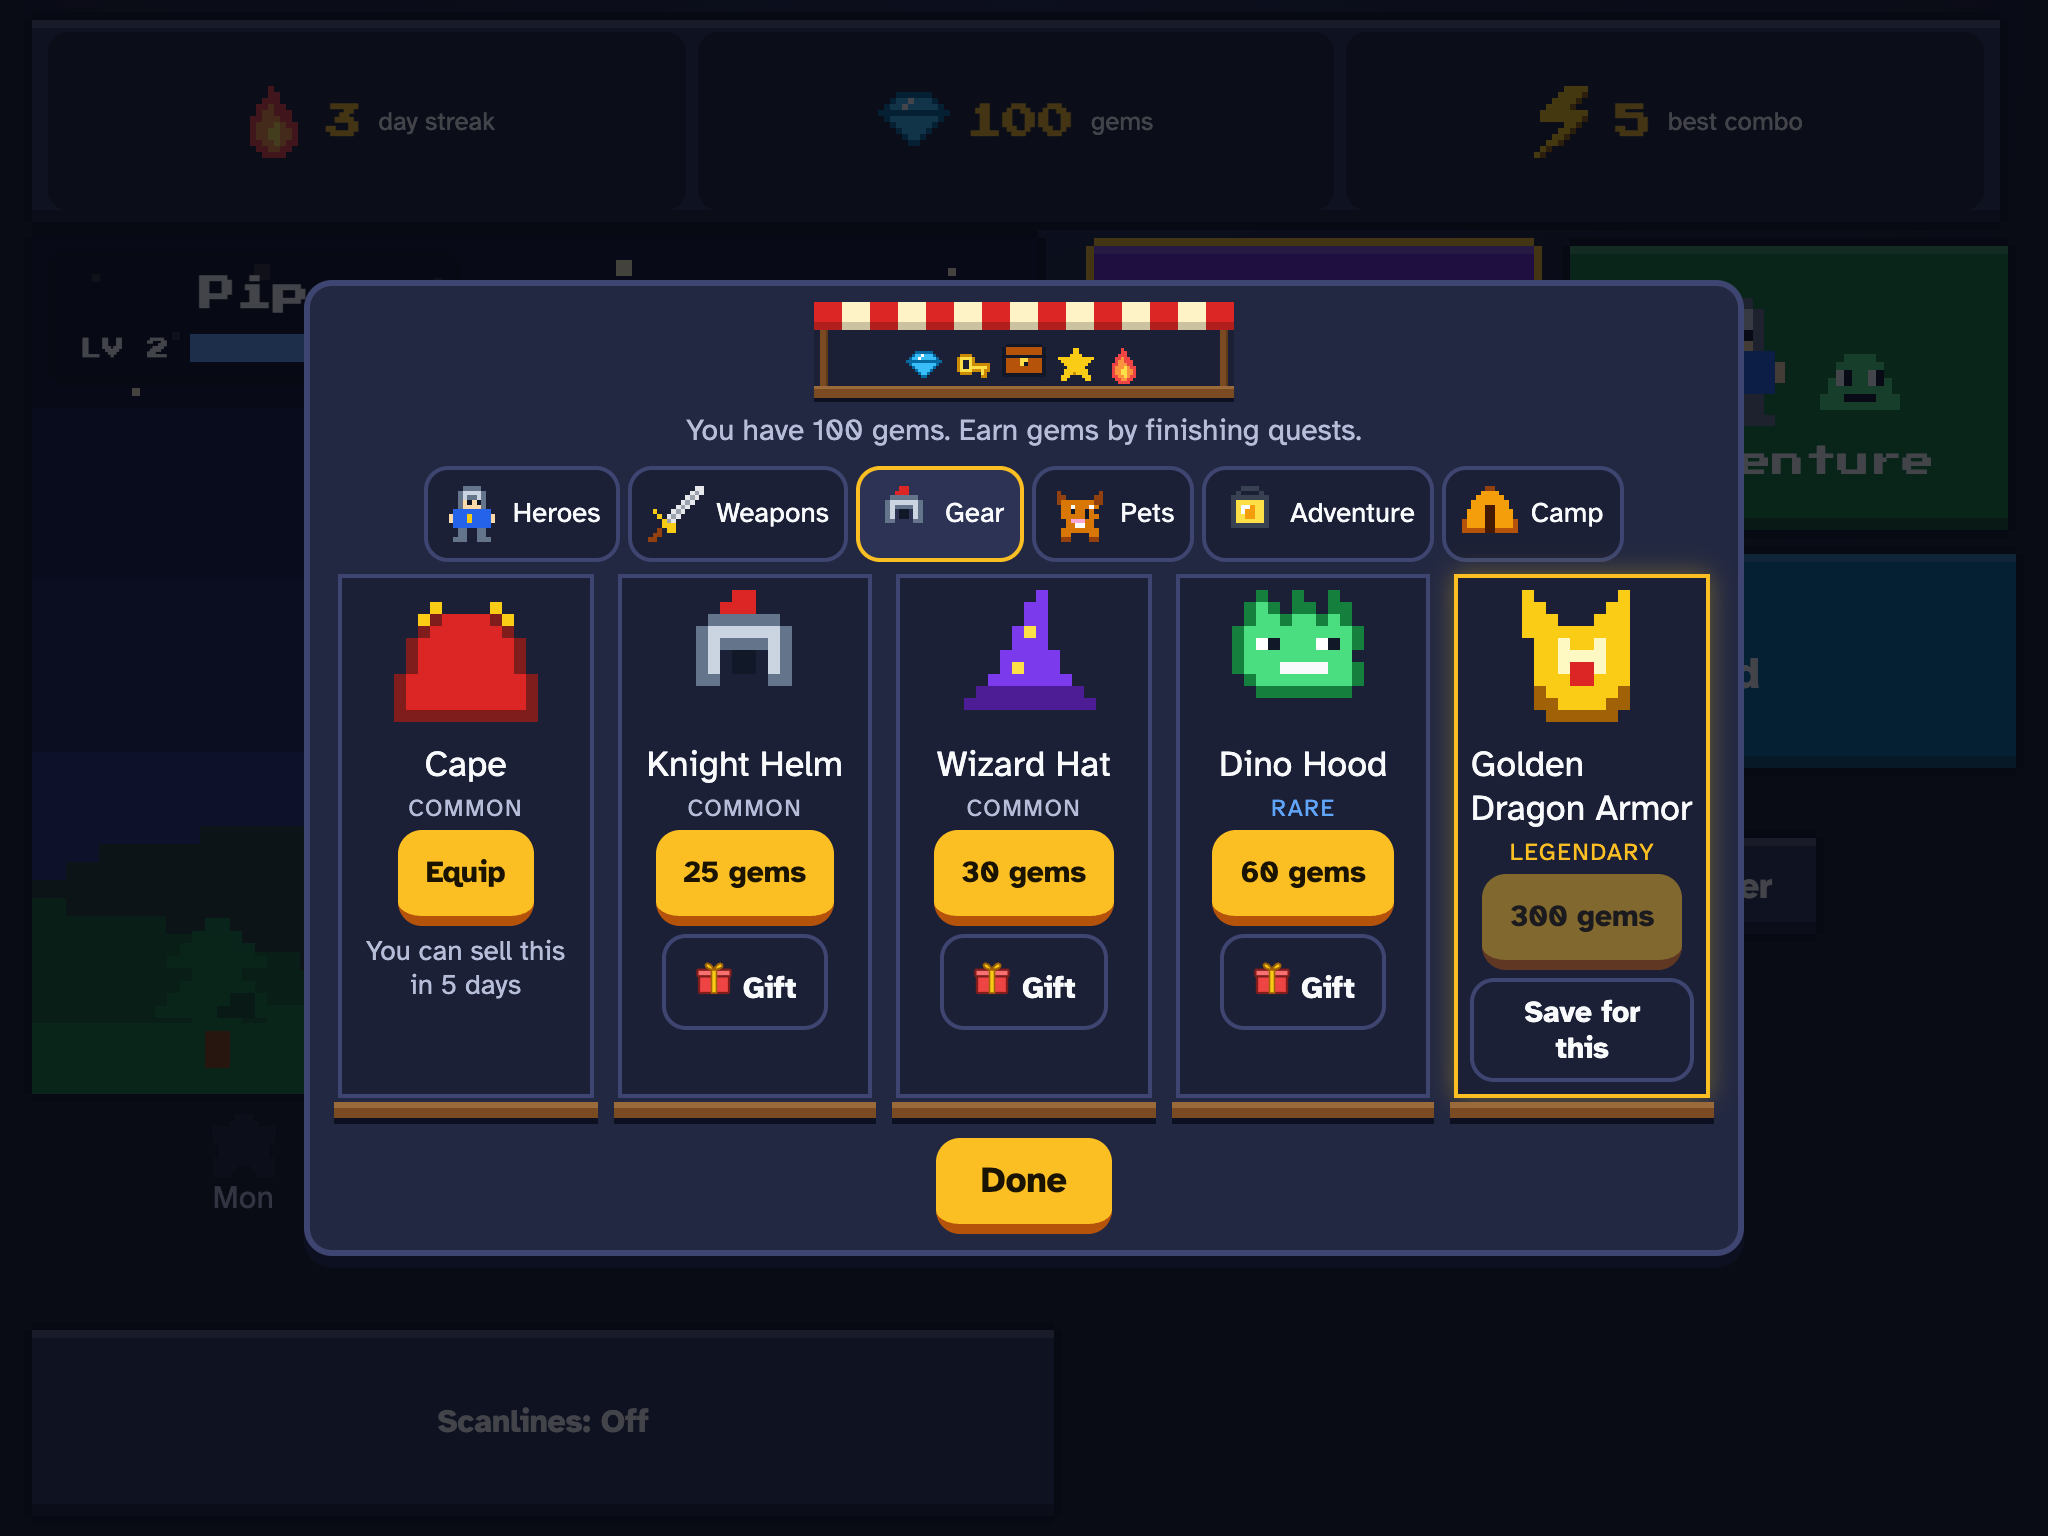 3 day streak
100 gems
5 best combo
Pip
LV 2
You have 100 gems. Earn gems by finishing quests.
Heroes
Weapons
Gear
Pets
Adventure
Camp
enture
Cape
COMMON
Equip
You can sell this
in 5 days
Knight Helm
COMMON
25 gems
Gift
Wizard Hat
COMMON
30 gems
Gift
Dino Hood
RARE
60 gems
Gift
Golden
Dragon Armor
LEGENDARY
300 gems
Save for
this
d
er
Done
Mon
Scanlines: Off